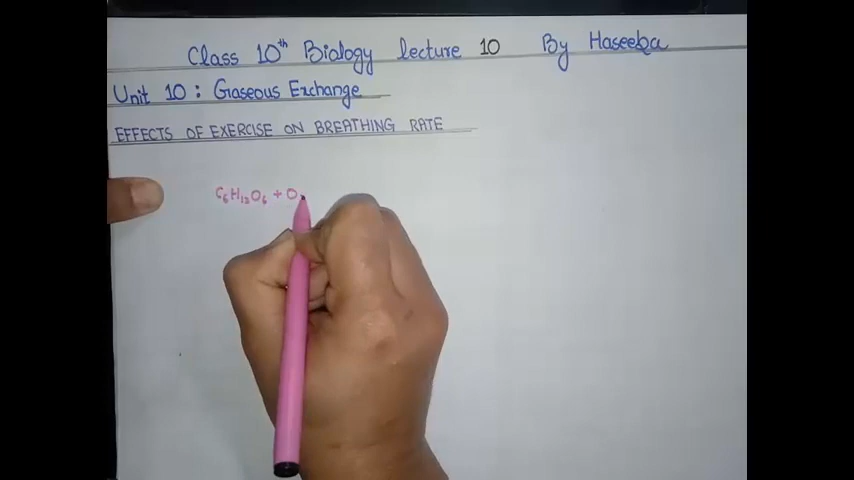 Class 10th Biology lecture 10 By Haseeba
Unit 10 : Gaseous Exchange
EFFECTS OF EXERCISE ON BREATHING RATE
C6H12O6 + O